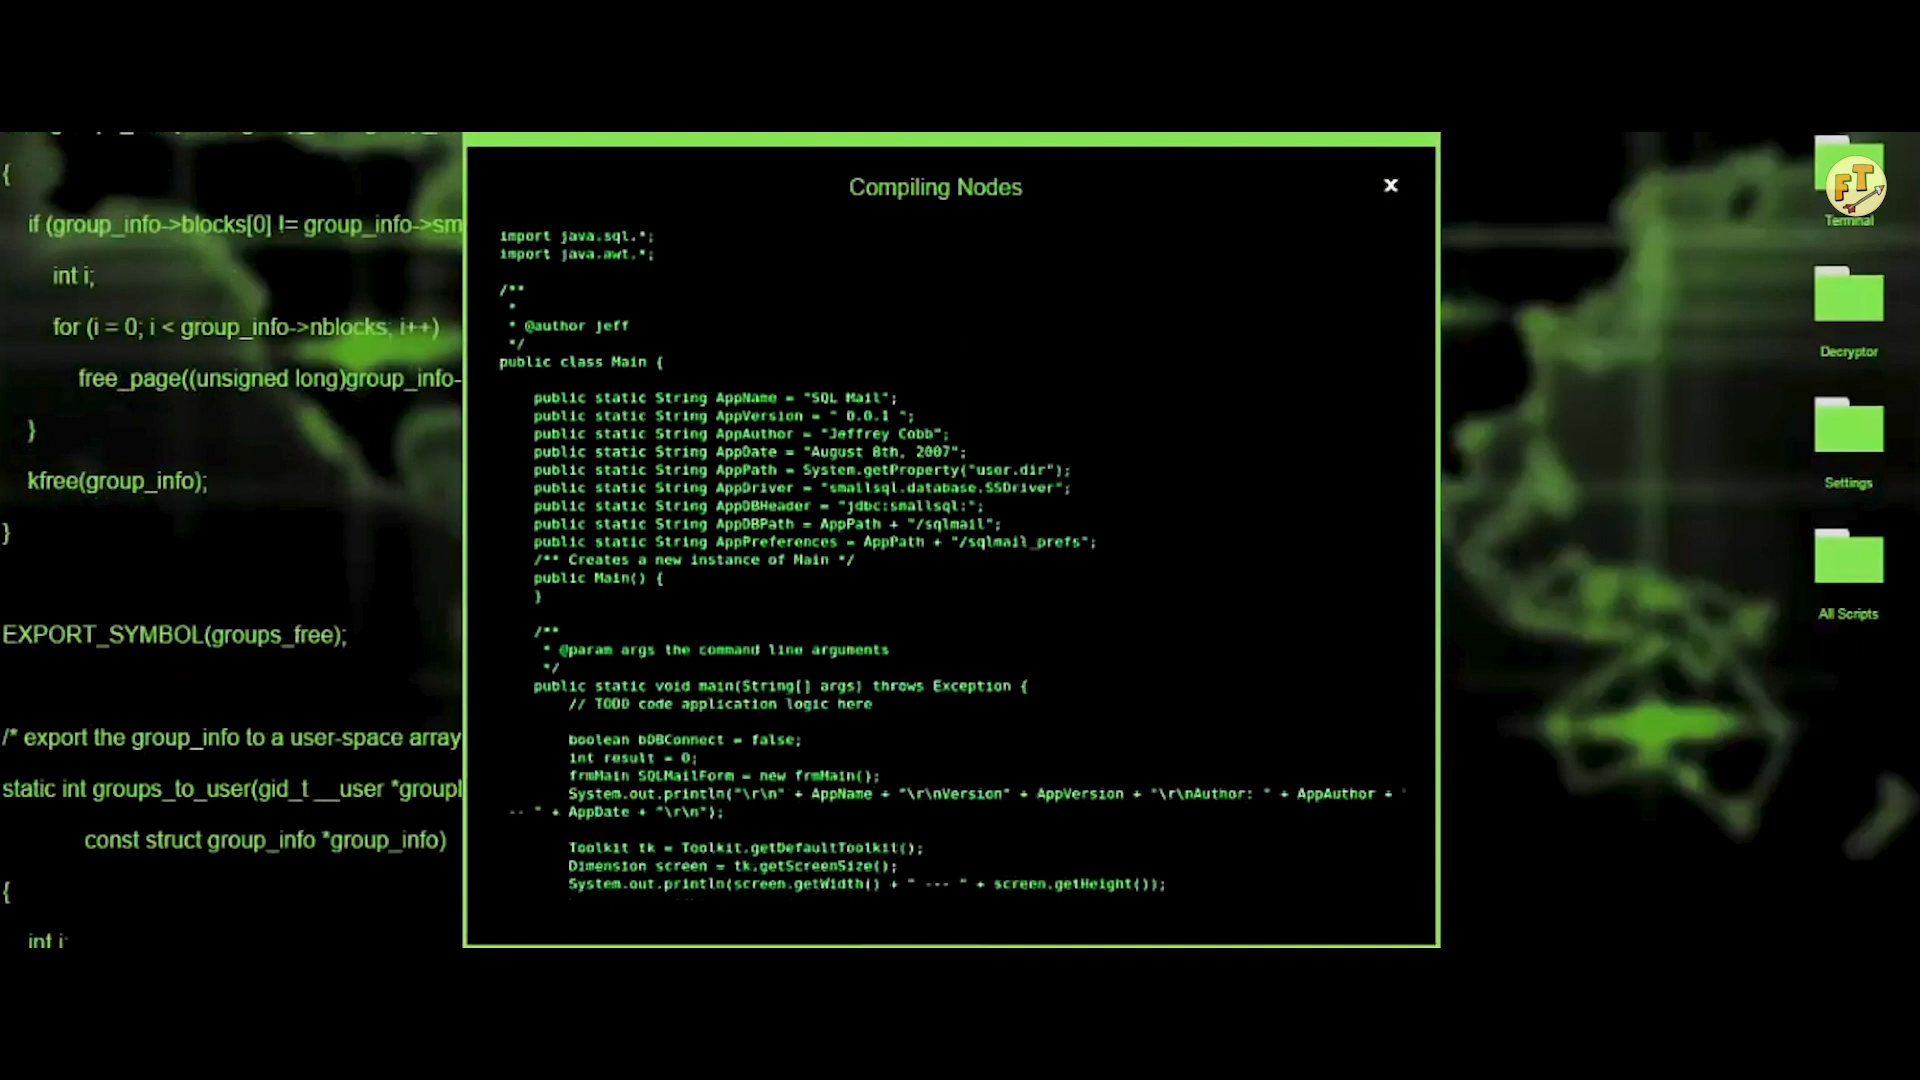 {
if (group_info->blocks[0] != group_info->sm
int i;
for (i = 0; i < group_info->nblocks; i++)
free_page((unsigned long)group_info-
}
kfree(group_info);
}
EXPORT_SYMBOL(groups_free);
/* export the group_info to a user-space array
static int groups_to_user(gid_t __user *groupl
const struct group_info *group_info)
{
int i;
Compiling Nodes
x
import java.sql.*;
import java.awt.*;
/**
*
* @author jeff
*/
public class Main {
public static String AppName = "SQL Mail";
public static String AppVersion = " 0.0.1 ";
public static String AppAuthor = "Jeffrey Cobb";
public static String AppDate = "August 8th, 2007";
public static String AppPath = System.getProperty("user.dir");
public static String AppDriver = "smallsql.database.SSDriver";
public static String AppDBHeader = "jdbc:smallsql:";
public static String AppDBPath = AppPath + "/sqlmail";
public static String AppPreferences = AppPath + "/sqlmail_prefs";
/** Creates a new instance of Main */
public Main() {
}
/**
* @param args the command line arguments
*/
public static void main(String[] args) throws Exception {
// TODO code application logic here
boolean bDBConnect = false;
int result = 0;
frmMain SQLMailForm = new frmMain();
System.out.println("\r\n" + AppName + "\r\nVersion" + AppVersion + "\r\nAuthor: " + AppAuthor + "
-- " + AppDate + "\r\n");
Toolkit tk = Toolkit.getDefaultToolkit();
Dimension screen = tk.getScreenSize();
System.out.println(screen.getWidth() + " --- " + screen.getHeight());
FT
Terminal
Decryptor
Settings
All Scripts